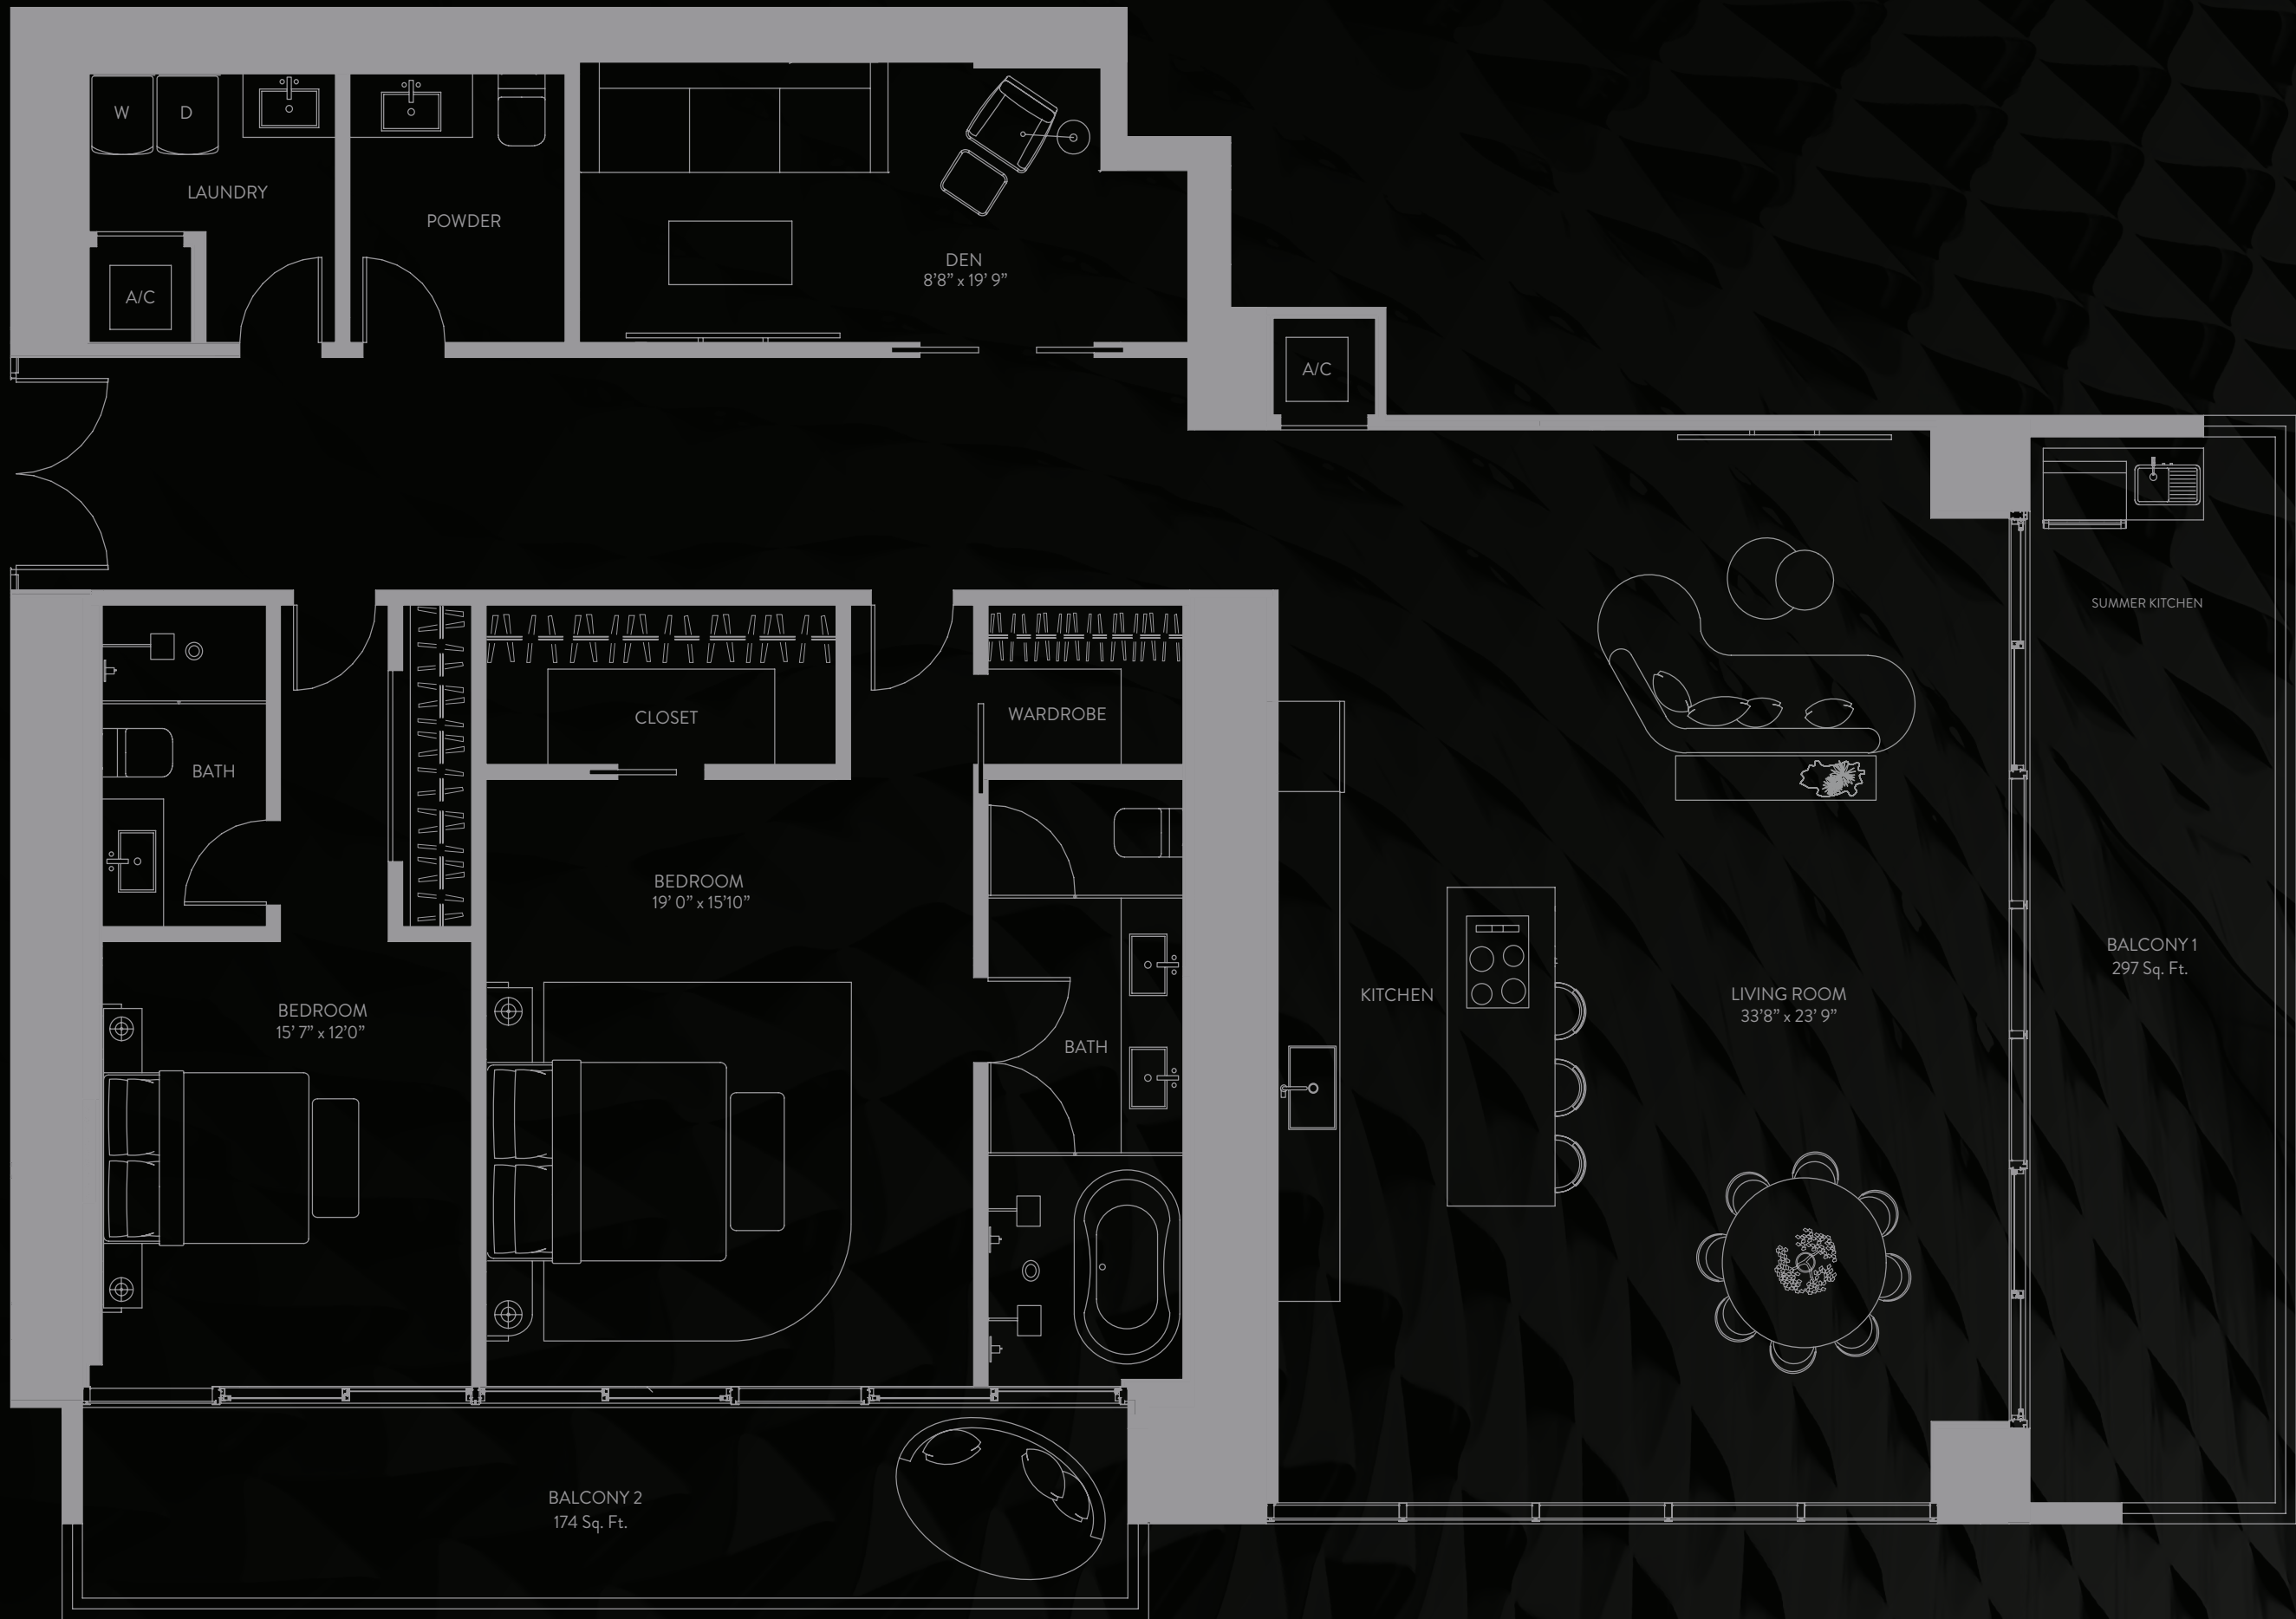 W
D
LAUNDRY
POWDER
A/C
DEN
8'8" x 19' 9"
A/C
SUMMER KITCHEN
CLOSET
WARDROBE
BATH
BEDROOM
19' 0" x 15'10"
BALCONY 1
297 Sq. Ft.
KITCHEN
LIVING ROOM
33'8" x 23' 9"
BEDROOM
15' 7" x 12'0"
BATH
BALCONY 2
174 Sq. Ft.